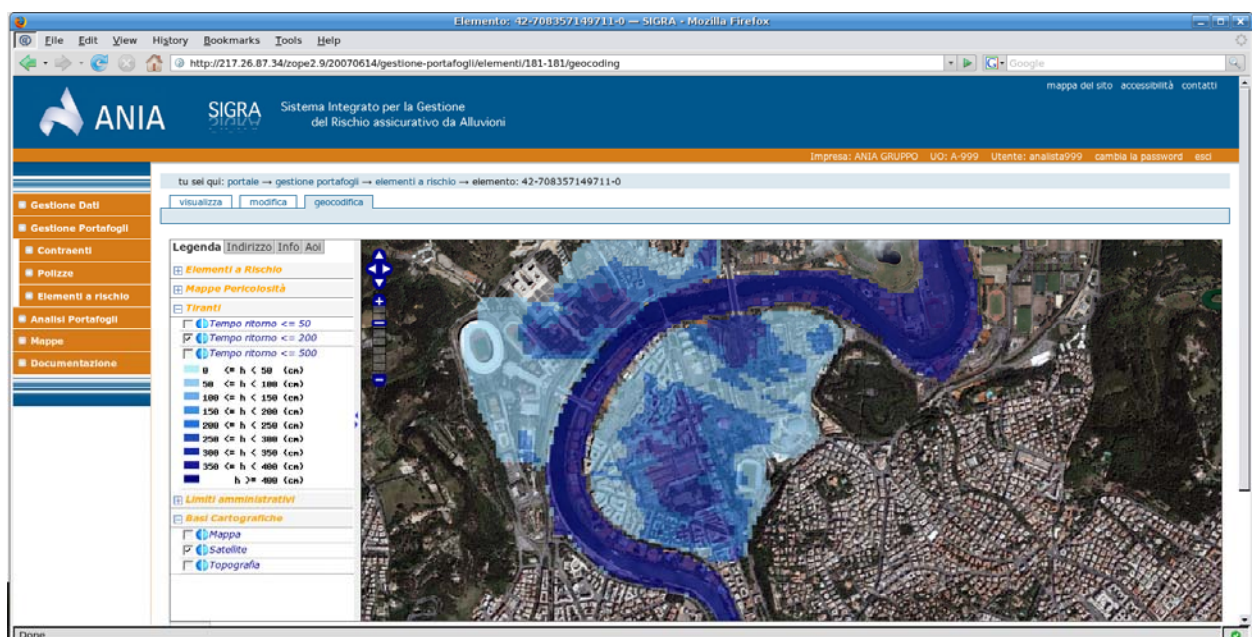 Elemento: 42-708357149711-0 — SIGRA - Mozilla Firefox
File Edit View History Bookmarks Tools Help
http://217.26.87.34/zope2.9/20070614/gestione-portafogli/elementi/181-181/geocoding
Google
mappa del sito accessibilità contatti
ANIA
SIGRA
Sistema Integrato per la Gestione
del Rischio assicurativo da Alluvioni
Impresa: ANIA GRUPPO UO: A-999 Utente: analista999 cambia la password esci
tu sei qui: portale → gestione portafogli → elementi a rischio → elemento: 42-708357149711-0
visualizza modifica geocodifica
Gestione Dati
Gestione Portafogli
Contraenti
Polizze
Elementi a rischio
Analisi Portafogli
Mappe
Documentazione
Legenda Indirizzo Info Aoi
Elementi a Rischio
Mappe Pericolosità
Tiranti
Tempo ritorno <= 50
Tempo ritorno <= 200
Tempo ritorno <= 500
0 <= h < 50 (cm)
50 <= h < 100 (cm)
100 <= h < 150 (cm)
150 <= h < 200 (cm)
200 <= h < 250 (cm)
250 <= h < 300 (cm)
300 <= h < 350 (cm)
350 <= h < 400 (cm)
h >= 400 (cm)
Limiti amministrativi
Basi Cartografiche
Mappa
Satellite
Topografia
Done